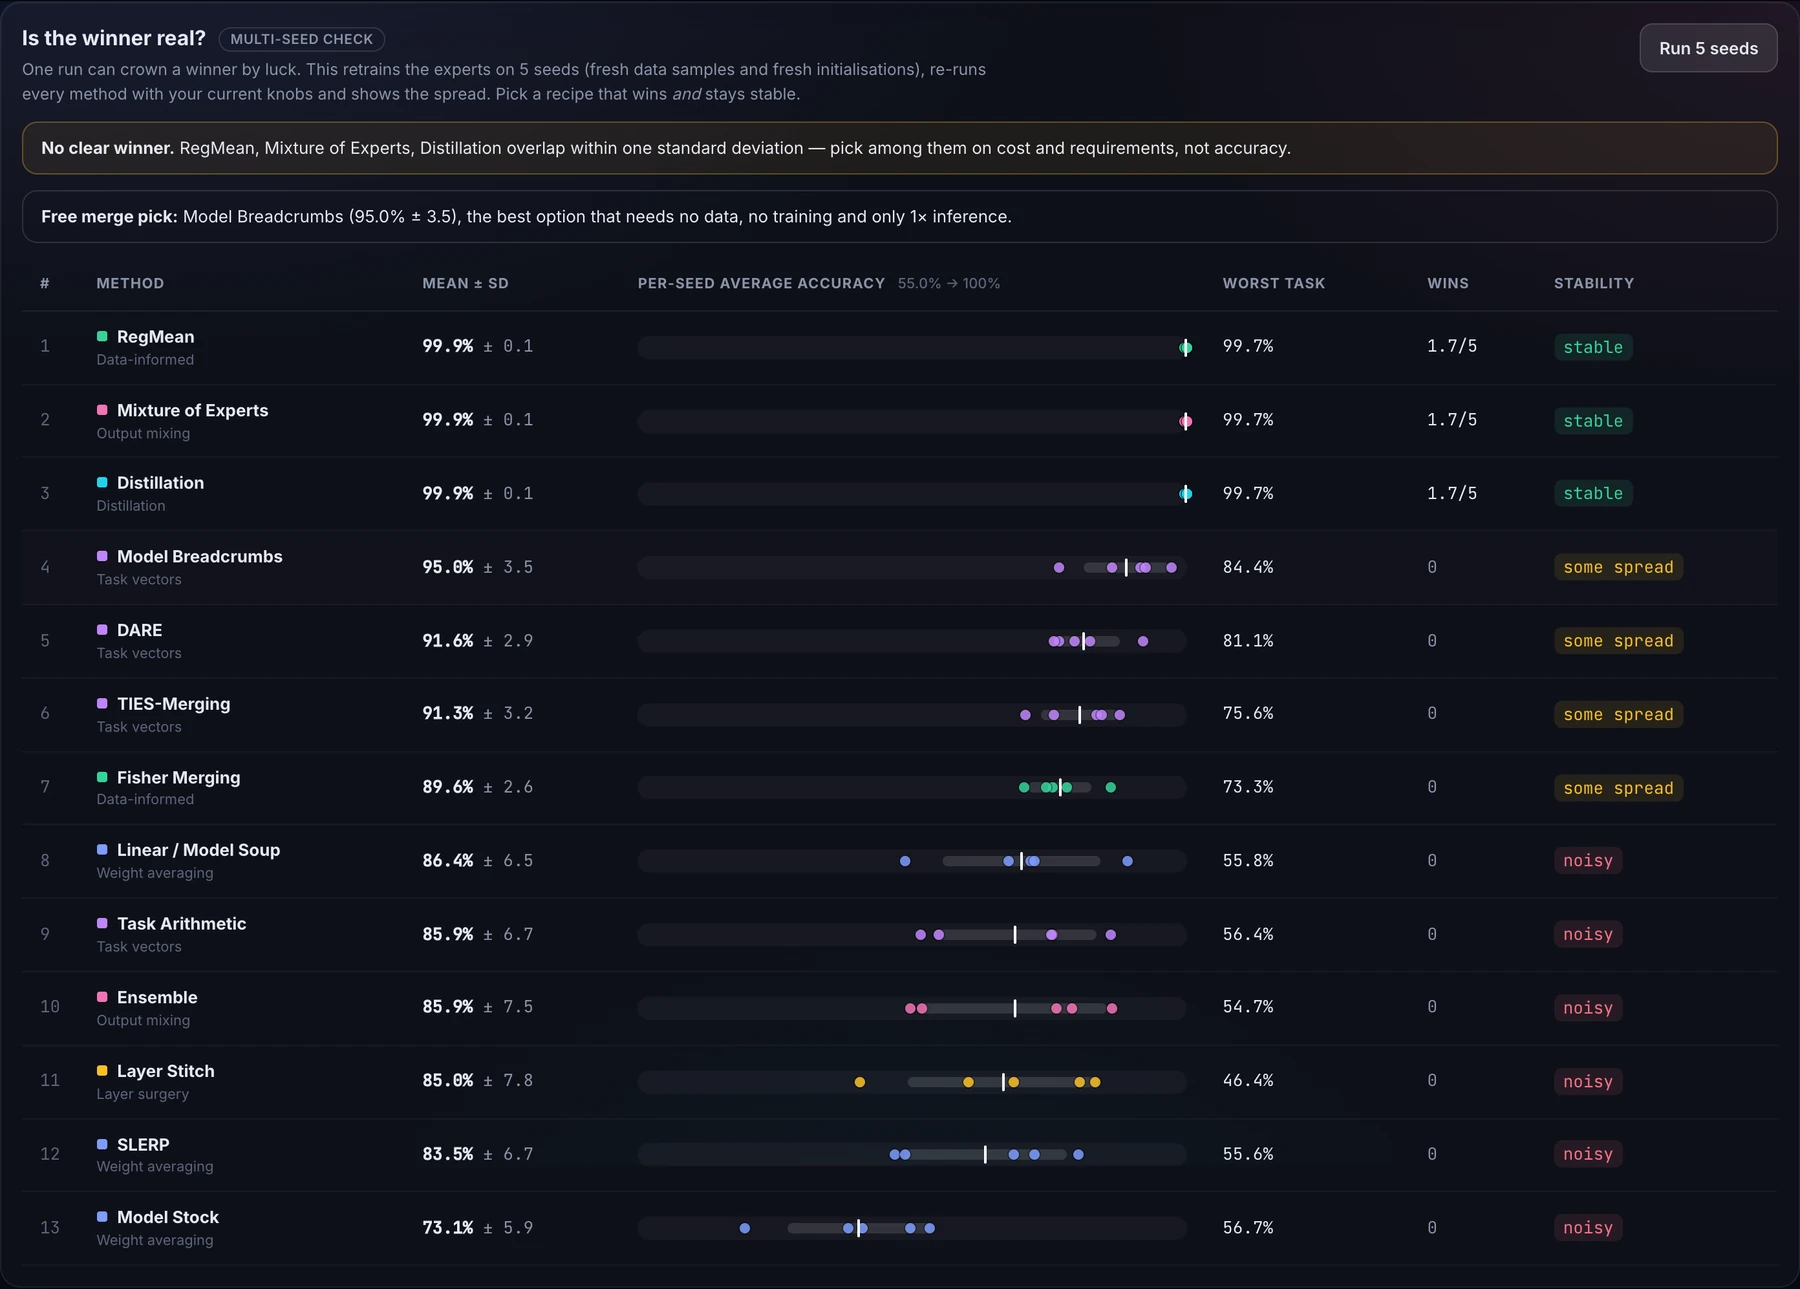 Is the winner real? MULTI-SEED CHECK
Run 5 seeds
One run can crown a winner by luck. This retrains the experts on 5 seeds (fresh data samples and fresh initialisations), re-runs
every method with your current knobs and shows the spread. Pick a recipe that wins and stays stable.
No clear winner. RegMean, Mixture of Experts, Distillation overlap within one standard deviation — pick among them on cost and requirements, not accuracy.
Free merge pick: Model Breadcrumbs (95.0% ± 3.5), the best option that needs no data, no training and only 1× inference.
# METHOD MEAN ± SD PER-SEED AVERAGE ACCURACY 55.0% → 100% WORST TASK WINS STABILITY
1 RegMean 99.9% ± 0.1 99.7% 1.7/5 stable
Data-informed
2 Mixture of Experts 99.9% ± 0.1 99.7% 1.7/5 stable
Output mixing
3 Distillation 99.9% ± 0.1 99.7% 1.7/5 stable
Distillation
4 Model Breadcrumbs 95.0% ± 3.5 84.4% 0 some spread
Task vectors
5 DARE 91.6% ± 2.9 81.1% 0 some spread
Task vectors
6 TIES-Merging 91.3% ± 3.2 75.6% 0 some spread
Task vectors
7 Fisher Merging 89.6% ± 2.6 73.3% 0 some spread
Data-informed
8 Linear / Model Soup 86.4% ± 6.5 55.8% 0 noisy
Weight averaging
9 Task Arithmetic 85.9% ± 6.7 56.4% 0 noisy
Task vectors
10 Ensemble 85.9% ± 7.5 54.7% 0 noisy
Output mixing
11 Layer Stitch 85.0% ± 7.8 46.4% 0 noisy
Layer surgery
12 SLERP 83.5% ± 6.7 55.6% 0 noisy
Weight averaging
13 Model Stock 73.1% ± 5.9 56.7% 0 noisy
Weight averaging